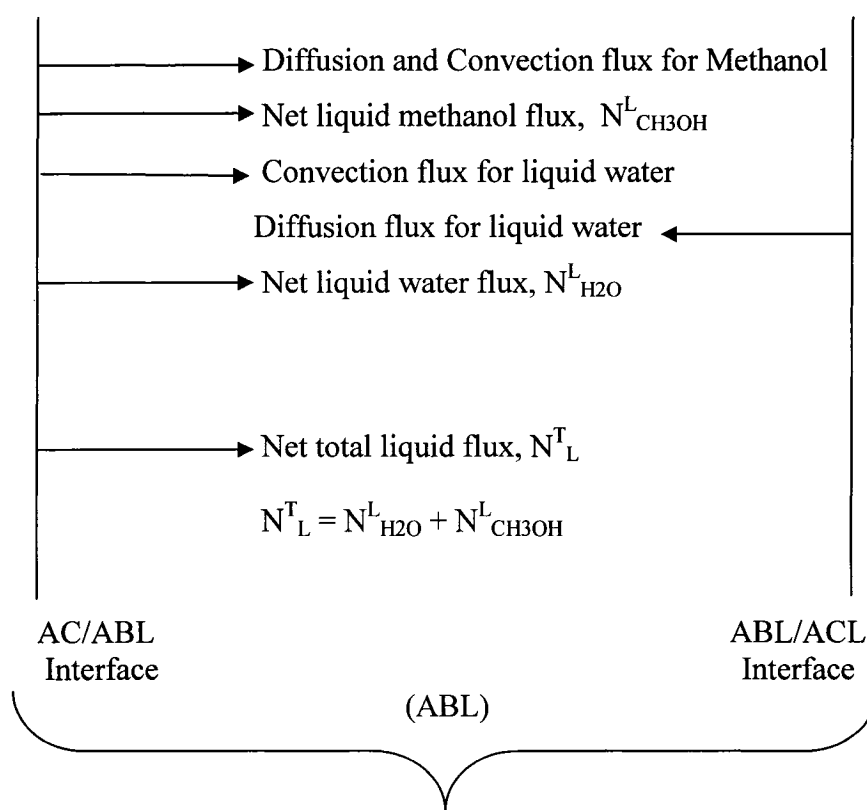 Diffusion and Convection flux for Methanol
Net liquid methanol flux, N^L_CH3OH
Convection flux for liquid water
Diffusion flux for liquid water
Net liquid water flux, N^L_H2O
Net total liquid flux, N^T_L
N^T_L = N^L_H2O + N^L_CH3OH
AC/ABL
Interface
ABL/ACL
Interface
(ABL)